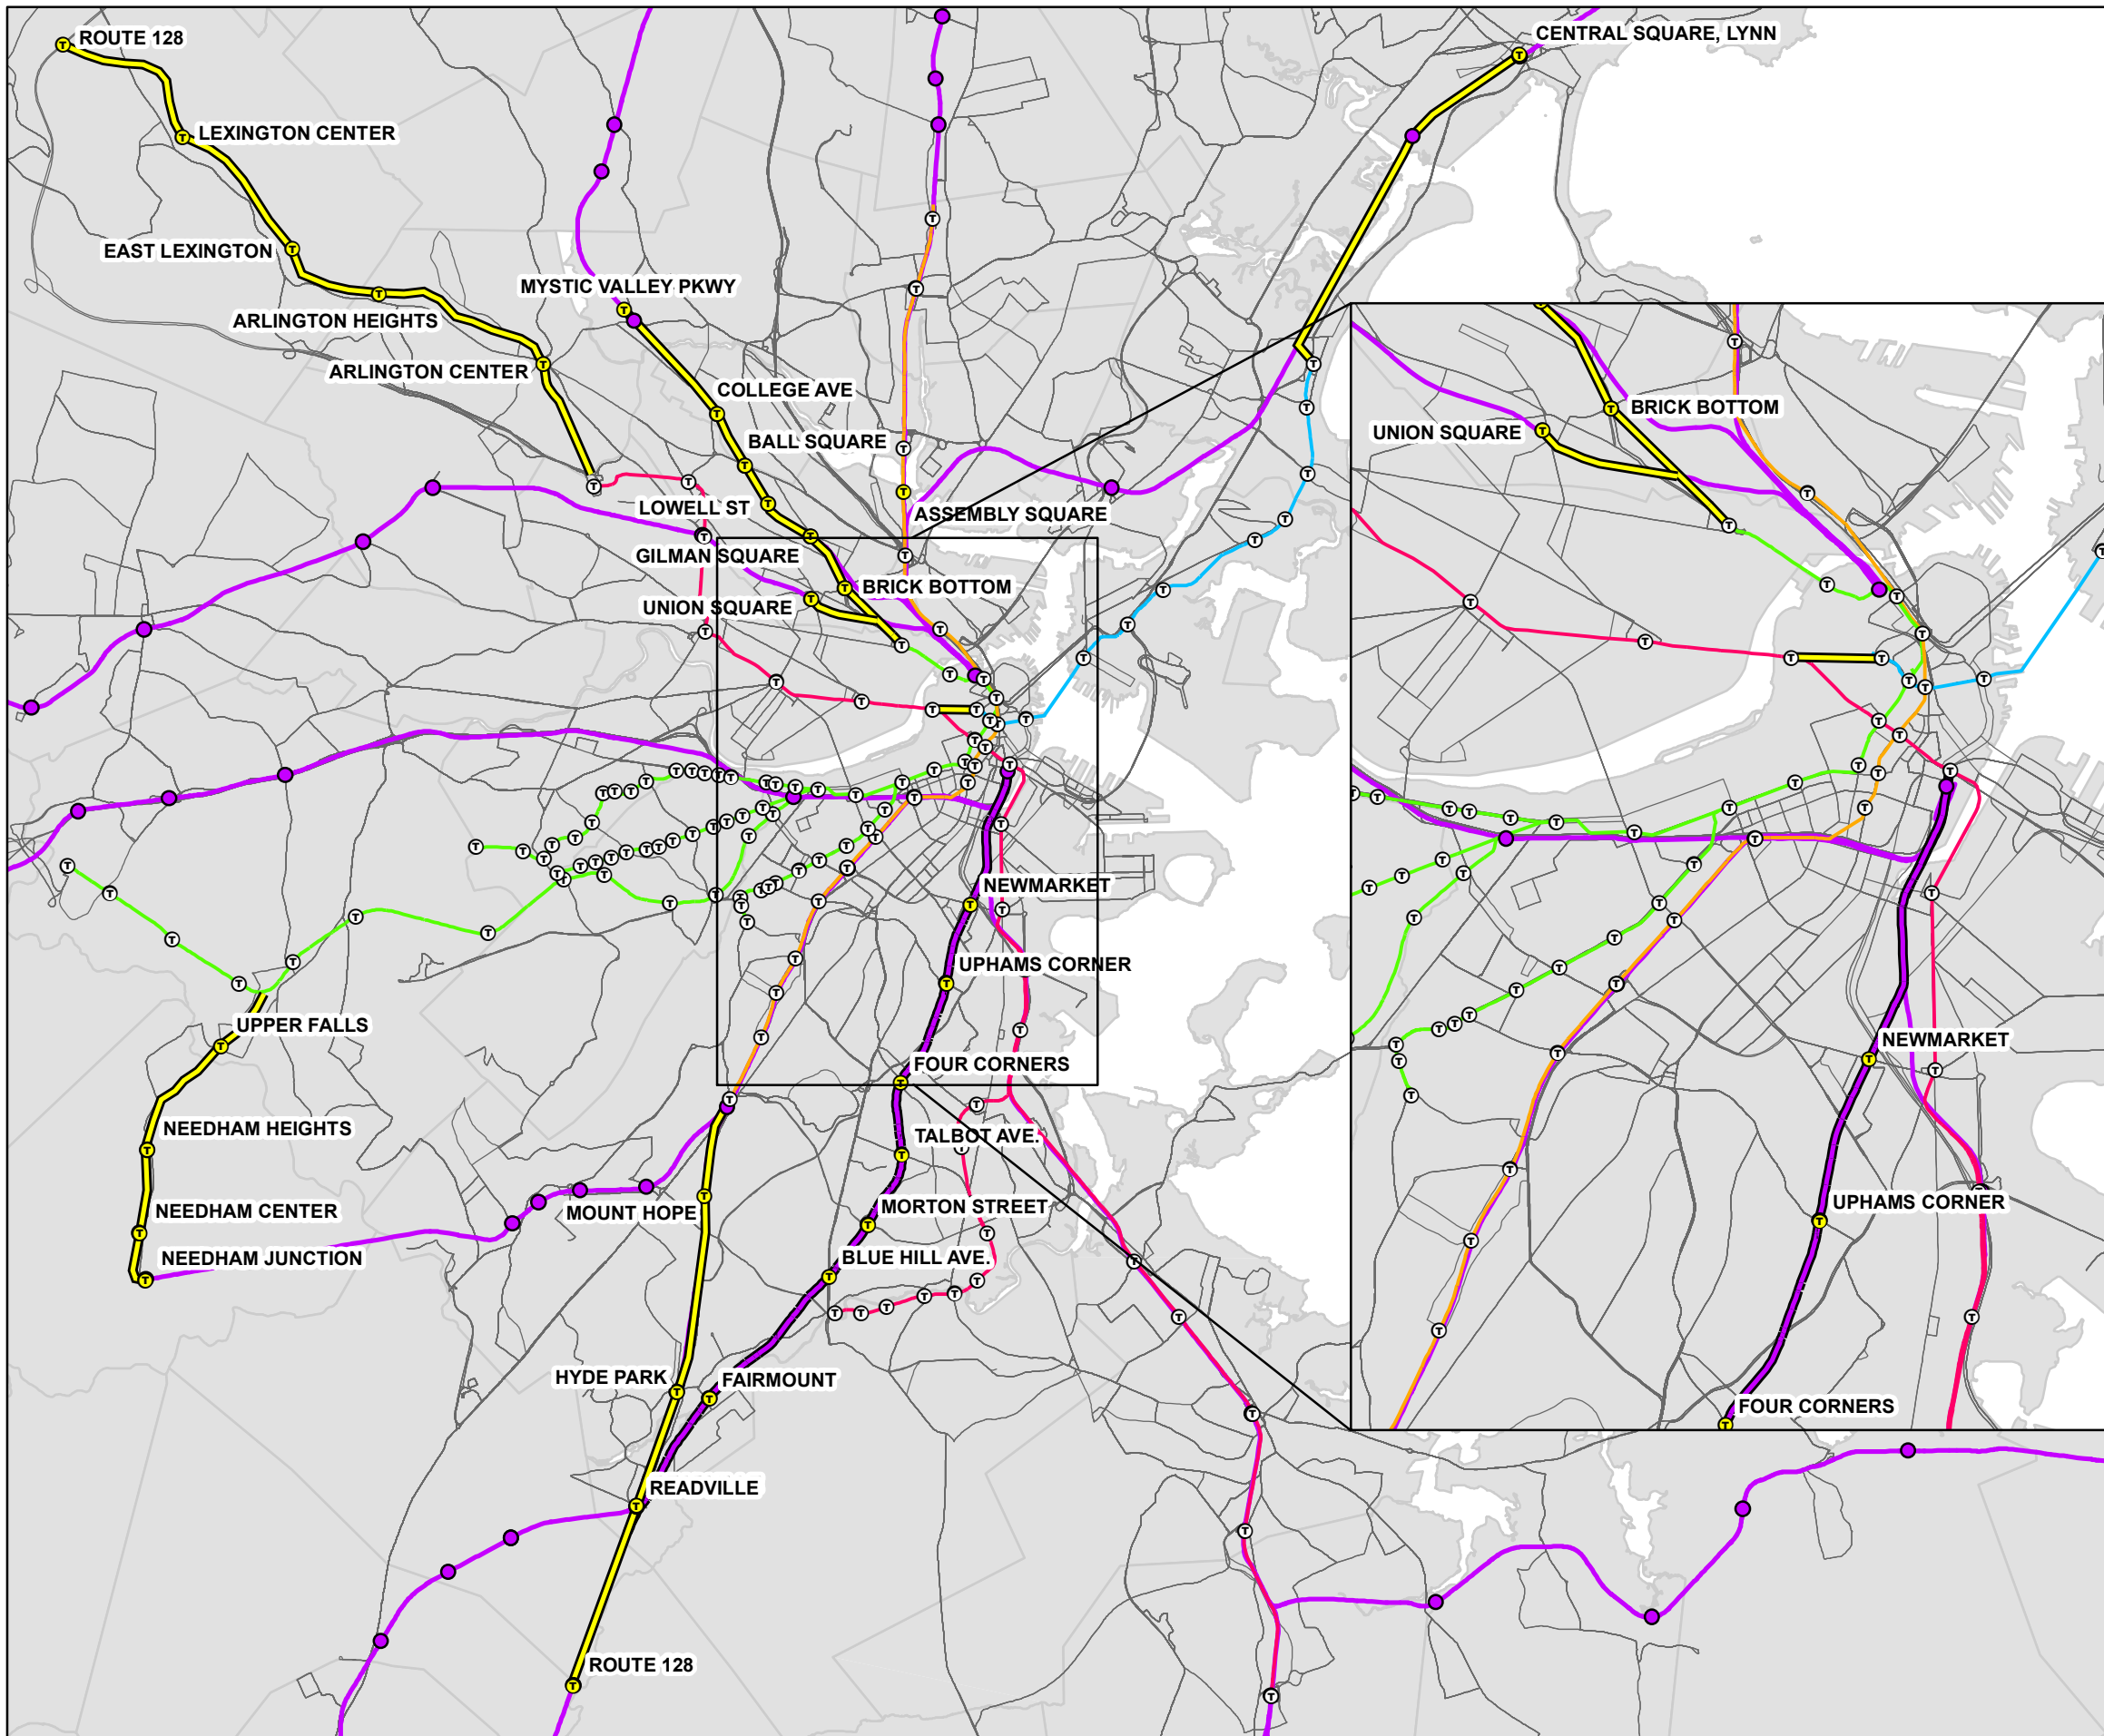 ROUTE 128
CENTRAL SQUARE, LYNN
LEXINGTON CENTER
EAST LEXINGTON
MYSTIC VALLEY PKWY
ARLINGTON HEIGHTS
ARLINGTON CENTER
COLLEGE AVE
BALL SQUARE
LOWELL ST
ASSEMBLY SQUARE
GILMAN SQUARE
BRICK BOTTOM
UNION SQUARE
BRICK BOTTOM
UNION SQUARE
NEWMARKET
UPHAMS CORNER
UPPER FALLS
FOUR CORNERS
NEWMARKET
NEEDHAM HEIGHTS
TALBOT AVE.
UPHAMS CORNER
NEEDHAM CENTER
MOUNT HOPE
MORTON STREET
NEEDHAM JUNCTION
BLUE HILL AVE.
HYDE PARK
FAIRMOUNT
FOUR CORNERS
READVILLE
ROUTE 128